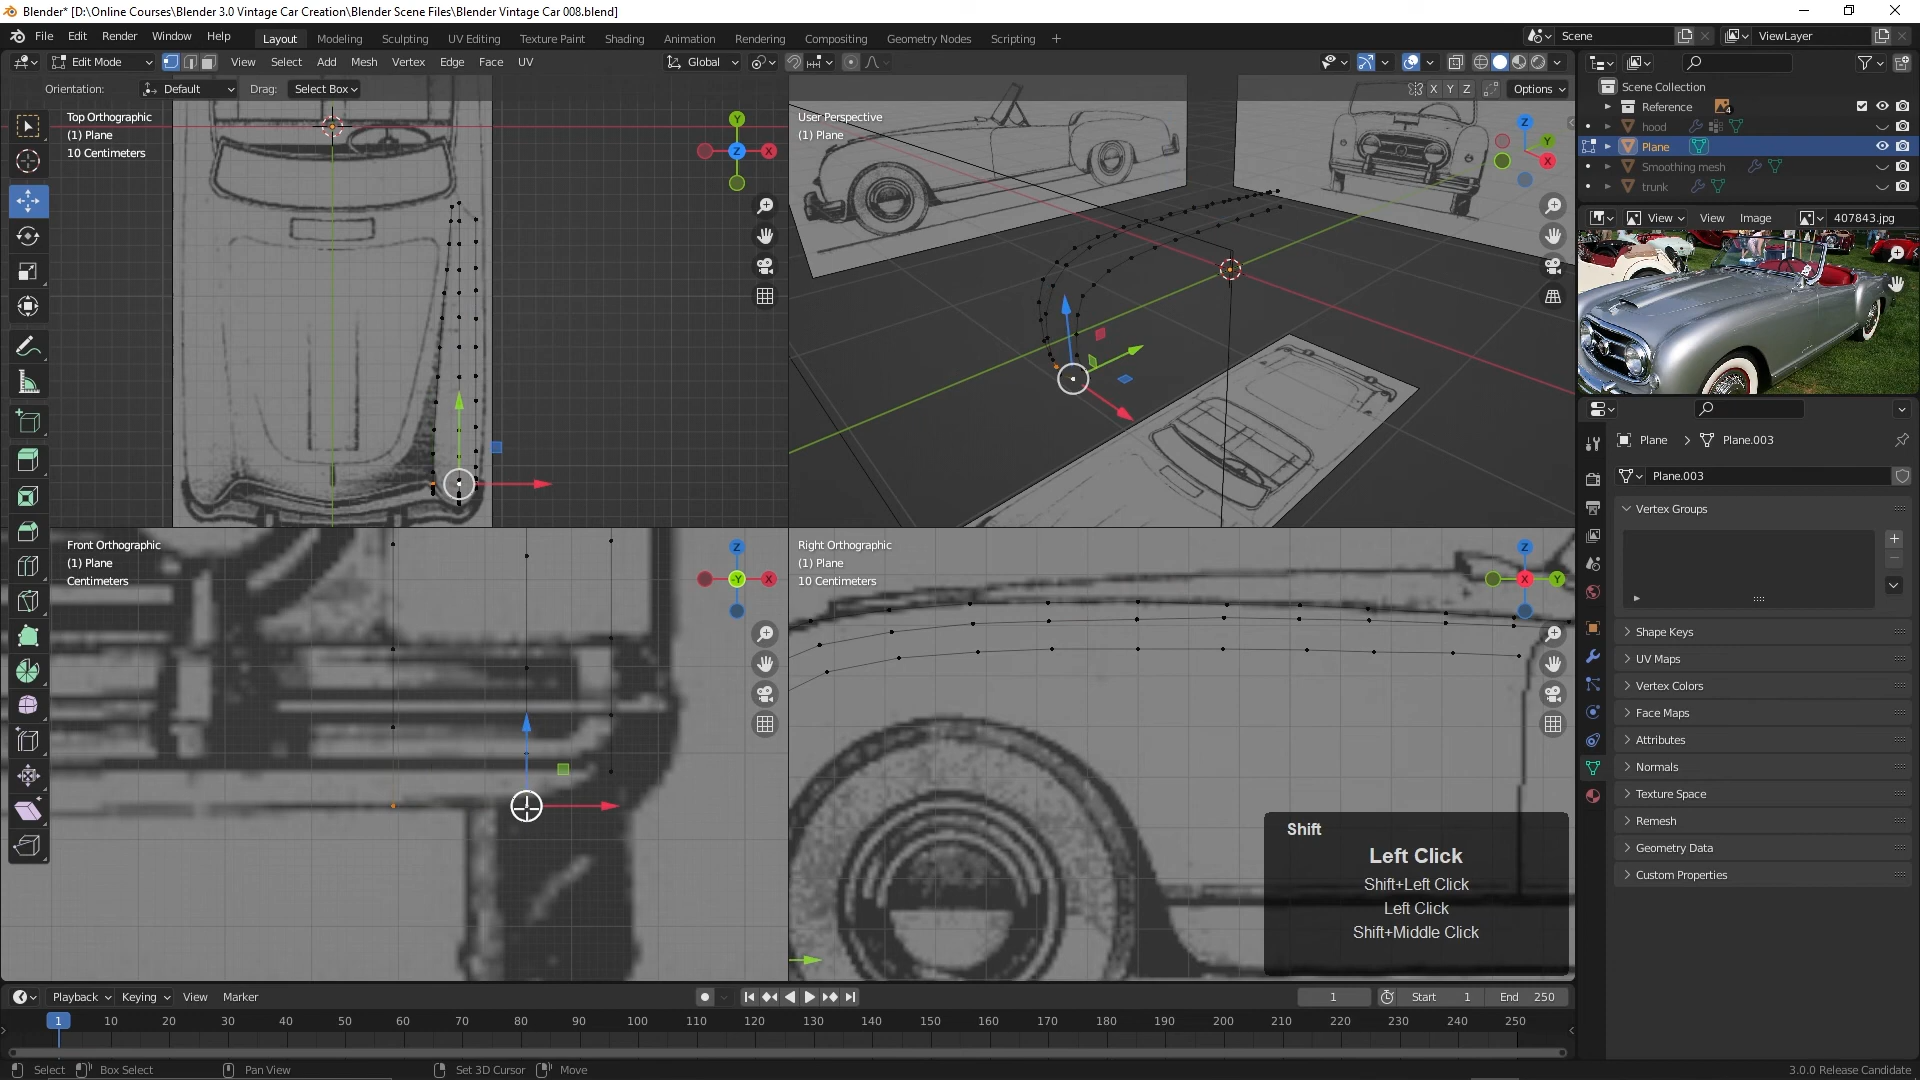 Blender* [D:\Online Courses\Blender 3.0 Vintage Car Creation\Blender Scene Files\Blender Vintage Car 008.blend]
File Edit Render Window Help Layout Modeling Sculpting UV Editing Texture Paint Shading Animation Rendering Compositing Geometry Nodes Scripting + Scene ViewLayer
Edit Mode View Select Add Mesh Vertex Edge Face UV Global
Orientation: Default Drag: Select Box X Y Z Options
Top Orthographic
(1) Plane
10 Centimeters
User Perspective
(1) Plane
Front Orthographic
(1) Plane
Centimeters
Right Orthographic
(1) Plane
10 Centimeters
Shift
Left Click
Shift+Left Click
Left Click
Shift+Middle Click
Scene Collection
Reference
hood
Plane
Smoothing mesh
trunk
View View Image 407843.jpg
Plane > Plane.003
Plane.003
Vertex Groups
Shape Keys
UV Maps
Vertex Colors
Face Maps
Attributes
Normals
Texture Space
Remesh
Geometry Data
Custom Properties
Playback Keying View Marker 1 Start 1 End 250
1 10 20 30 40 50 60 70 80 90 100 110 120 130 140 150 160 170 180 190 200 210 220 230 240 250
Select Box Select Pan View Set 3D Cursor Move 3.0.0 Release Candidate